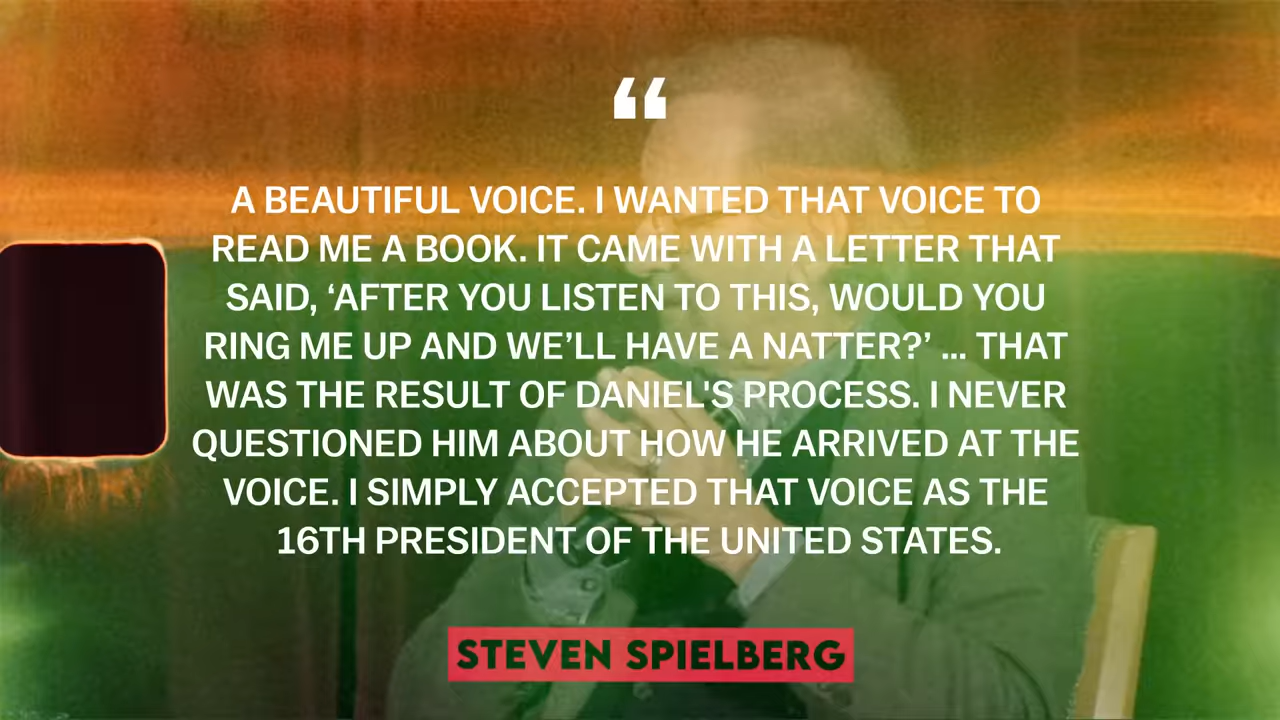 “
A BEAUTIFUL VOICE. I WANTED THAT VOICE TO
READ ME A BOOK. IT CAME WITH A LETTER THAT
SAID, ‘AFTER YOU LISTEN TO THIS, WOULD YOU
RING ME UP AND WE’LL HAVE A NATTER?’ ... THAT
WAS THE RESULT OF DANIEL'S PROCESS. I NEVER
QUESTIONED HIM ABOUT HOW HE ARRIVED AT THE
VOICE. I SIMPLY ACCEPTED THAT VOICE AS THE
16TH PRESIDENT OF THE UNITED STATES.
STEVEN SPIELBERG